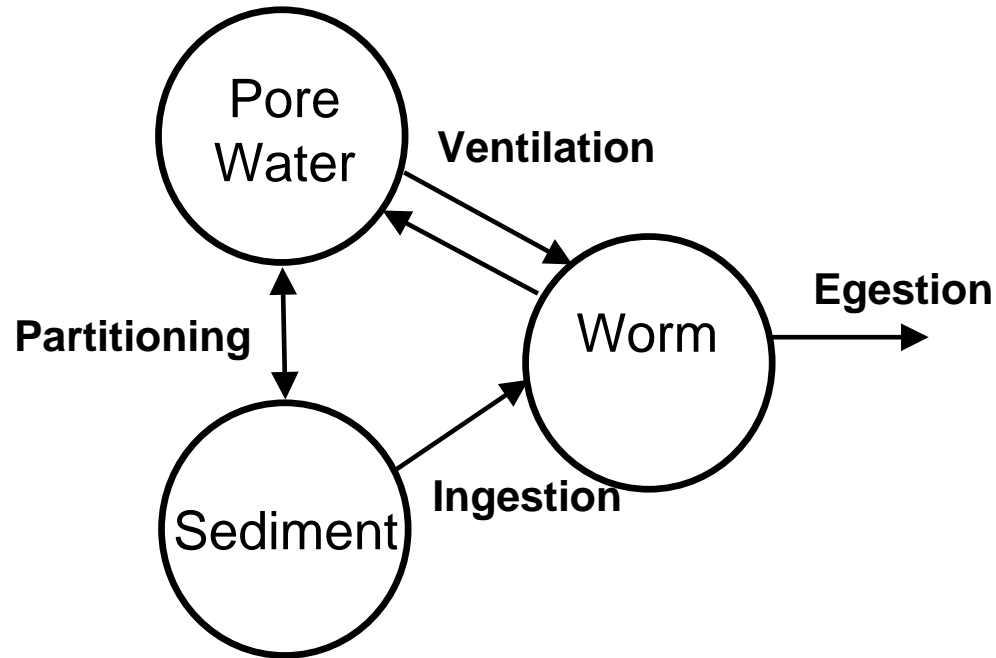 Pore
Water
Ventilation
Egestion
Worm
Partitioning
Ingestion
Sediment